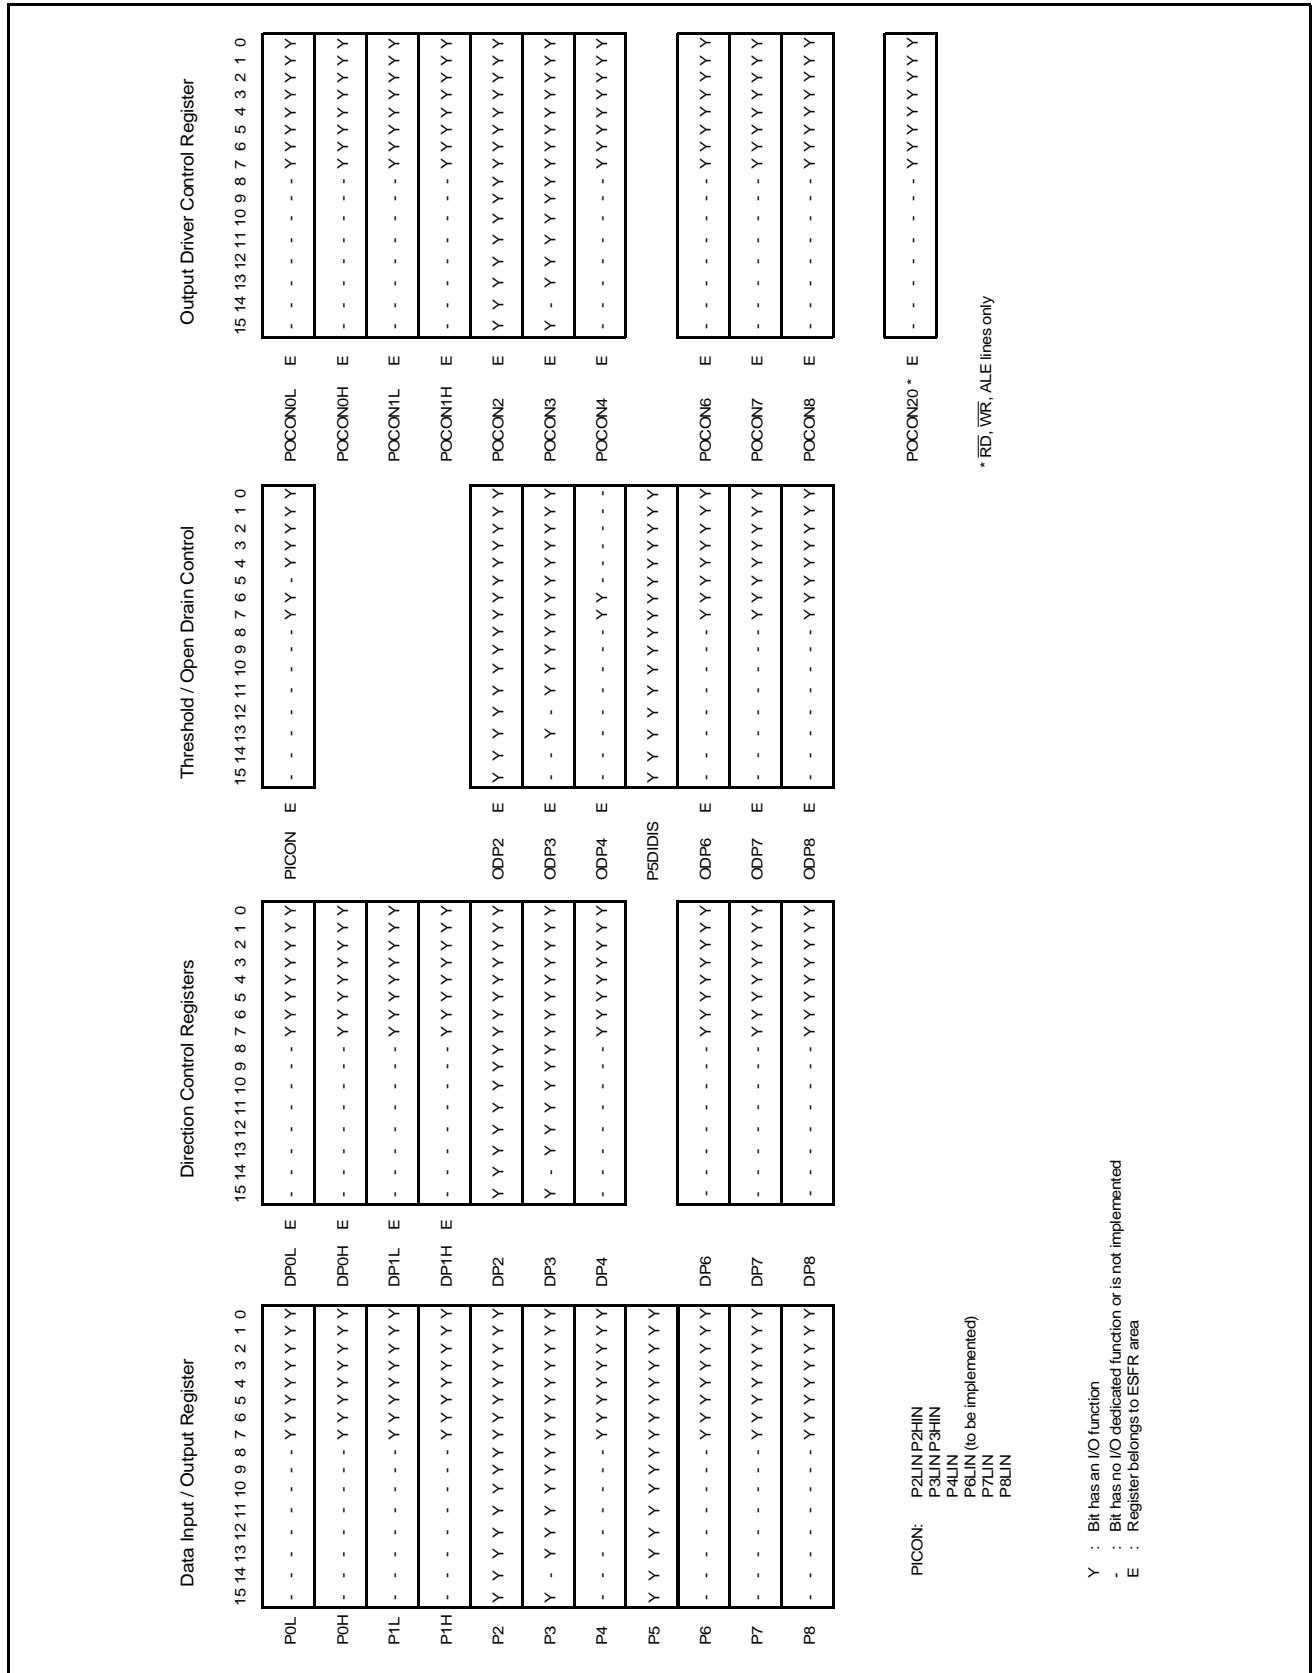 Data Input / Output Register Direction Control Registers Threshold / Open Drain Control Output Driver Control Register
15 14 13 12 11 10 9 8 7 6 5 4 3 2 1 0 15 14 13 12 11 10 9 8 7 6 5 4 3 2 1 0 15 14 13 12 11 10 9 8 7 6 5 4 3 2 1 0 15 14 13 12 11 10 9 8 7 6 5 4 3 2 1 0
P0L - - - - - - - - Y Y Y Y Y Y Y Y DP0L E - - - - - - - - Y Y Y Y Y Y Y Y PICON E - - - - - - - - Y Y - Y Y Y Y Y POCON0L E - - - - - - - - Y Y Y Y Y Y Y Y
P0H - - - - - - - - Y Y Y Y Y Y Y Y DP0H E - - - - - - - - Y Y Y Y Y Y Y Y POCON0H E - - - - - - - - Y Y Y Y Y Y Y Y
P1L - - - - - - - - Y Y Y Y Y Y Y Y DP1L E - - - - - - - - Y Y Y Y Y Y Y Y POCON1L E - - - - - - - - Y Y Y Y Y Y Y Y
P1H - - - - - - - - Y Y Y Y Y Y Y Y DP1H E - - - - - - - - Y Y Y Y Y Y Y Y POCON1H E - - - - - - - - Y Y Y Y Y Y Y Y
P2 Y Y Y Y Y Y Y Y Y Y Y Y Y Y Y Y DP2 Y Y Y Y Y Y Y Y Y Y Y Y Y Y Y Y ODP2 E Y Y Y Y Y Y Y Y Y Y Y Y Y Y Y Y POCON2 E Y Y Y Y Y Y Y Y Y Y Y Y Y Y Y Y
P3 Y - Y Y Y Y Y Y Y Y Y Y Y Y Y Y DP3 Y - Y Y Y Y Y Y Y Y Y Y Y Y Y Y ODP3 E - - Y - Y Y Y Y Y Y Y Y Y Y Y Y POCON3 E Y - Y Y Y Y Y Y Y Y Y Y Y Y Y Y
P4 - - - - - - - - Y Y Y Y Y Y Y Y DP4 - - - - - - - - Y Y Y Y Y Y Y Y ODP4 E - - - - - - - - Y Y - - - - - - POCON4 E - - - - - - - - Y Y Y Y Y Y Y Y
P5 Y Y Y Y Y Y Y Y Y Y Y Y Y Y Y Y P5DIDIS Y Y Y Y Y Y Y Y Y Y Y Y Y Y Y Y
P6 - - - - - - - - Y Y Y Y Y Y Y Y DP6 - - - - - - - - Y Y Y Y Y Y Y Y ODP6 E - - - - - - - - Y Y Y Y Y Y Y Y POCON6 E - - - - - - - - Y Y Y Y Y Y Y Y
P7 - - - - - - - - Y Y Y Y Y Y Y Y DP7 - - - - - - - - Y Y Y Y Y Y Y Y ODP7 E - - - - - - - - Y Y Y Y Y Y Y Y POCON7 E - - - - - - - - Y Y Y Y Y Y Y Y
P8 - - - - - - - - Y Y Y Y Y Y Y Y DP8 - - - - - - - - Y Y Y Y Y Y Y Y ODP8 E - - - - - - - - Y Y Y Y Y Y Y Y POCON8 E - - - - - - - - Y Y Y Y Y Y Y Y
PICON: P2LIN P2HIN POCON20 * E - - - - - - - - Y Y Y Y Y Y Y Y
P3LIN P3HIN
P4LIN
P6LIN (to be implemented)
P7LIN * RD, WR, ALE lines only
P8LIN
Y : Bit has an I/O function
- : Bit has no I/O dedicated function or is not implemented
E : Register belongs to ESFR area